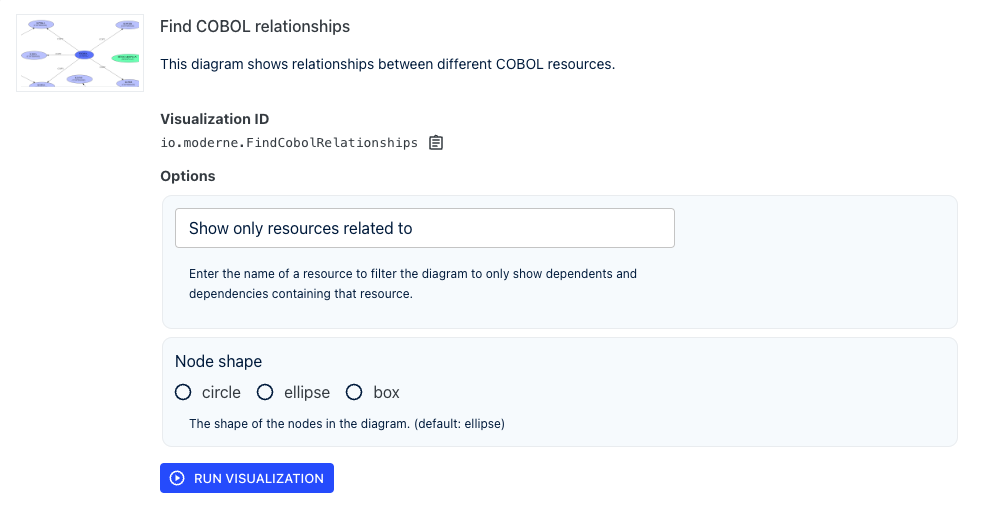 Find COBOL relationships
This diagram shows relationships between different COBOL resources.
Visualization ID
io.moderne.FindCobolRelationships
Options
Show only resources related to
Enter the name of a resource to filter the diagram to only show dependents and
dependencies containing that resource.
Node shape
circle ellipse box
The shape of the nodes in the diagram. (default: ellipse)
RUN VISUALIZATION